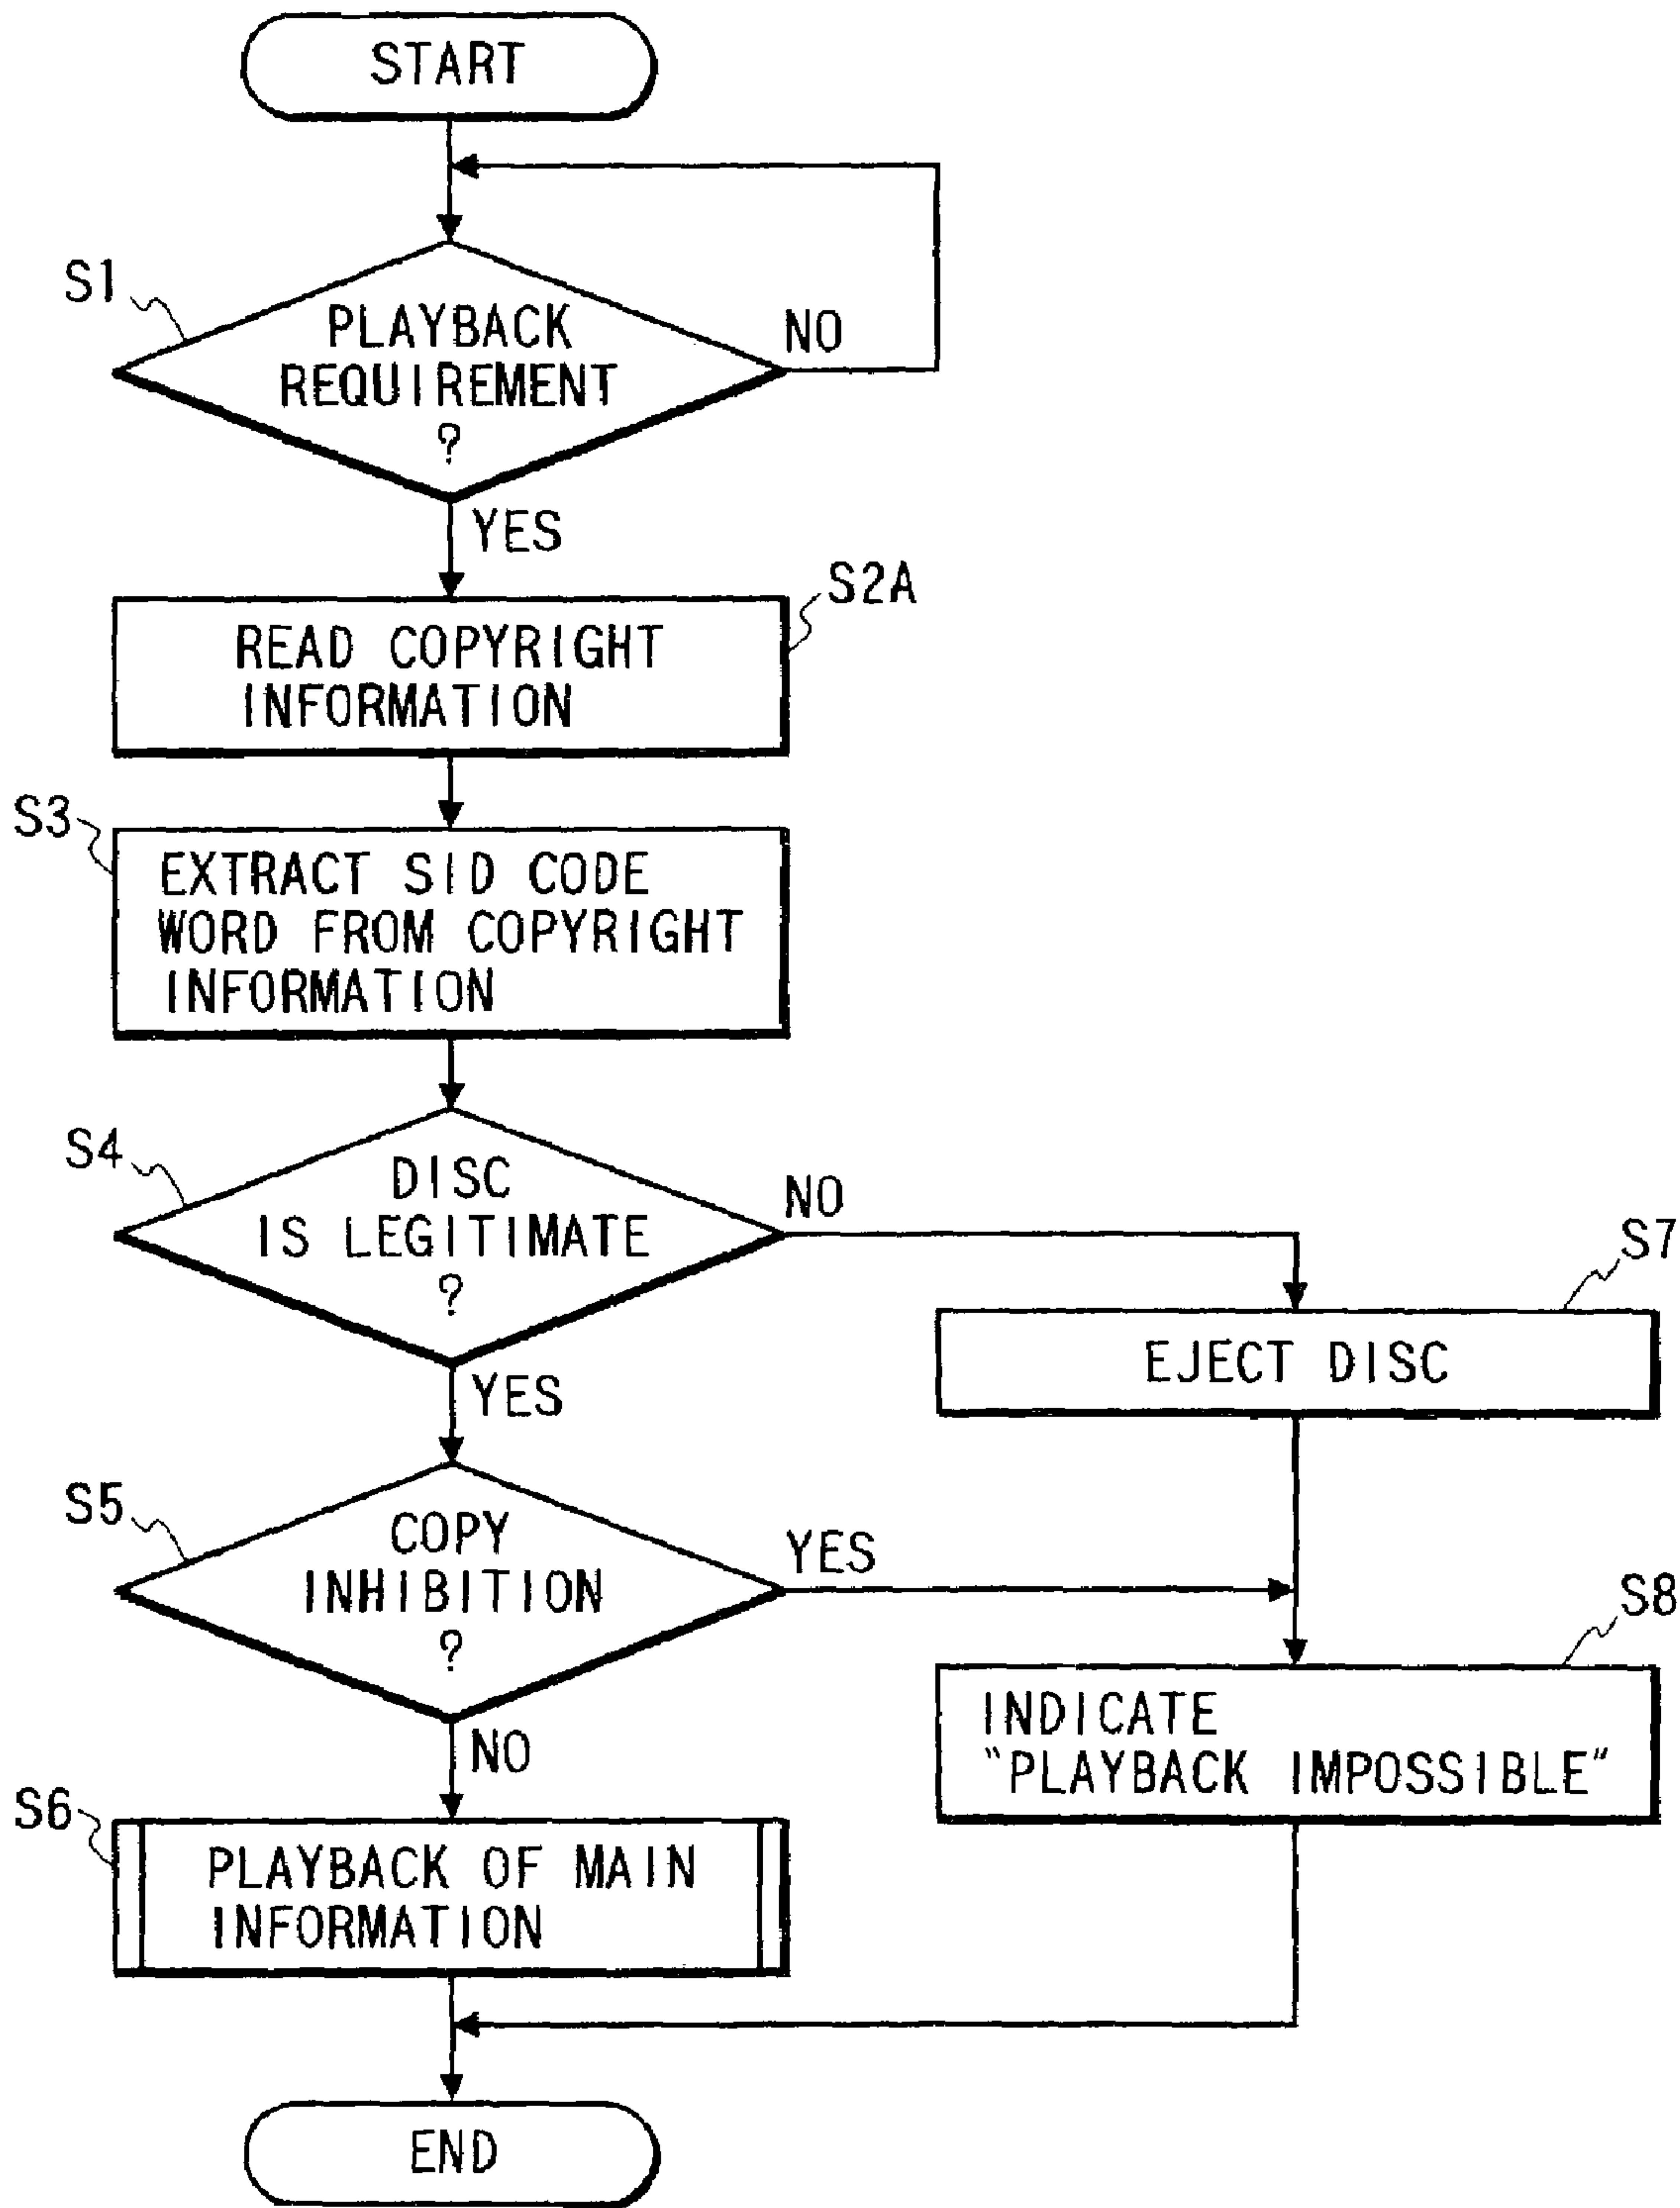 START
S1
PLAYBACK
REQUIREMENT
?
NO
YES
S2A
READ COPYRIGHT
INFORMATION
S3
EXTRACT SID CODE
WORD FROM COPYRIGHT
INFORMATION
S4
DISC
IS LEGITIMATE
?
NO
YES
S7
EJECT DISC
S5
COPY
INHIBITION
?
YES
NO
S8
INDICATE
"PLAYBACK IMPOSSIBLE"
S6
PLAYBACK OF MAIN
INFORMATION
END